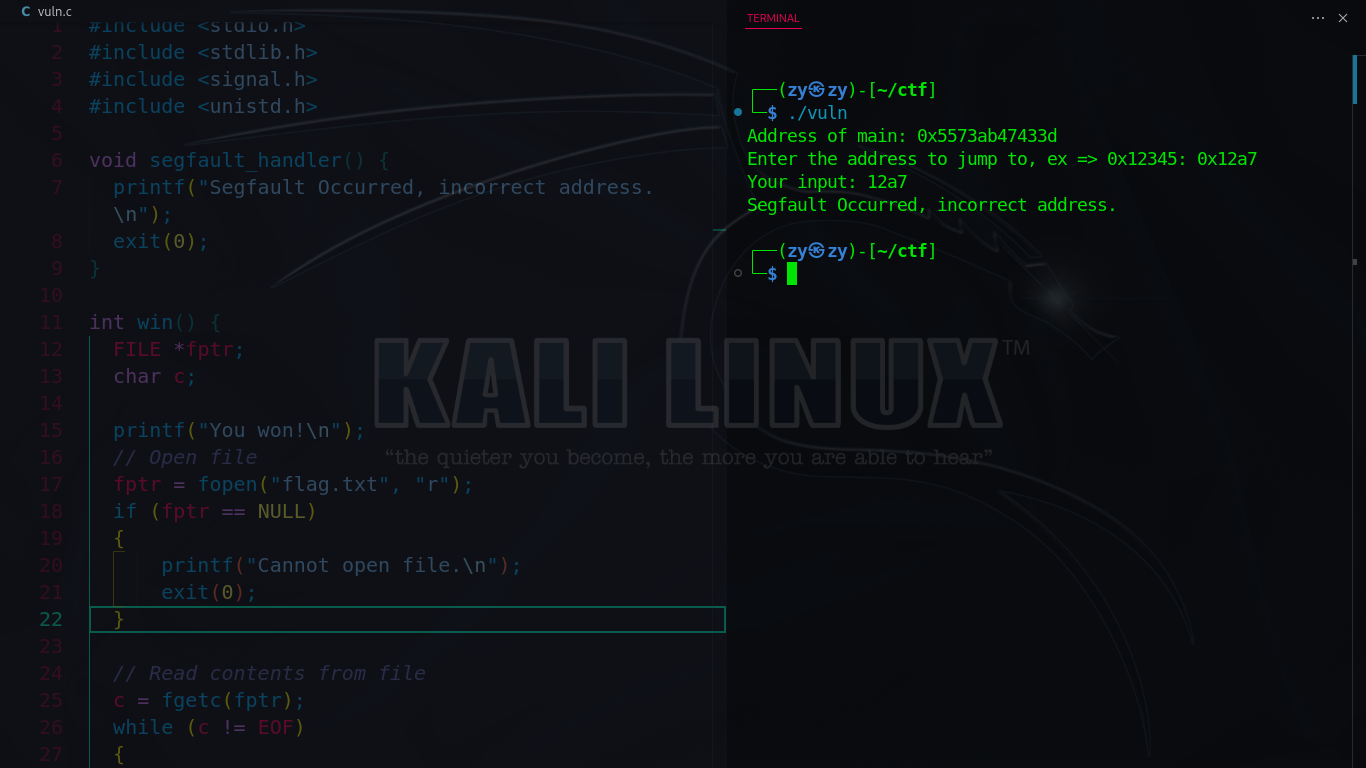 C vuln.c
1 #include <stdio.h>
2 #include <stdlib.h>
3 #include <signal.h>
4 #include <unistd.h>
5
6 void segfault_handler() {
7 printf("Segfault Occurred, incorrect address.
\n");
8 exit(0);
9 }
10
11 int win() {
12 FILE *fptr;
13 char c;
14
15 printf("You won!\n");
16 // Open file
17 fptr = fopen("flag.txt", "r");
18 if (fptr == NULL)
19 {
20 printf("Cannot open file.\n");
21 exit(0);
22 }
23
24 // Read contents from file
25 c = fgetc(fptr);
26 while (c != EOF)
27 {
TERMINAL
┌──(zy㉿zy)-[~/ctf]
└─$ ./vuln
Address of main: 0x5573ab47433d
Enter the address to jump to, ex => 0x12345: 0x12a7
Your input: 12a7
Segfault Occurred, incorrect address.
┌──(zy㉿zy)-[~/ctf]
└─$
KALI LINUX™
“the quieter you become, the more you are able to hear”